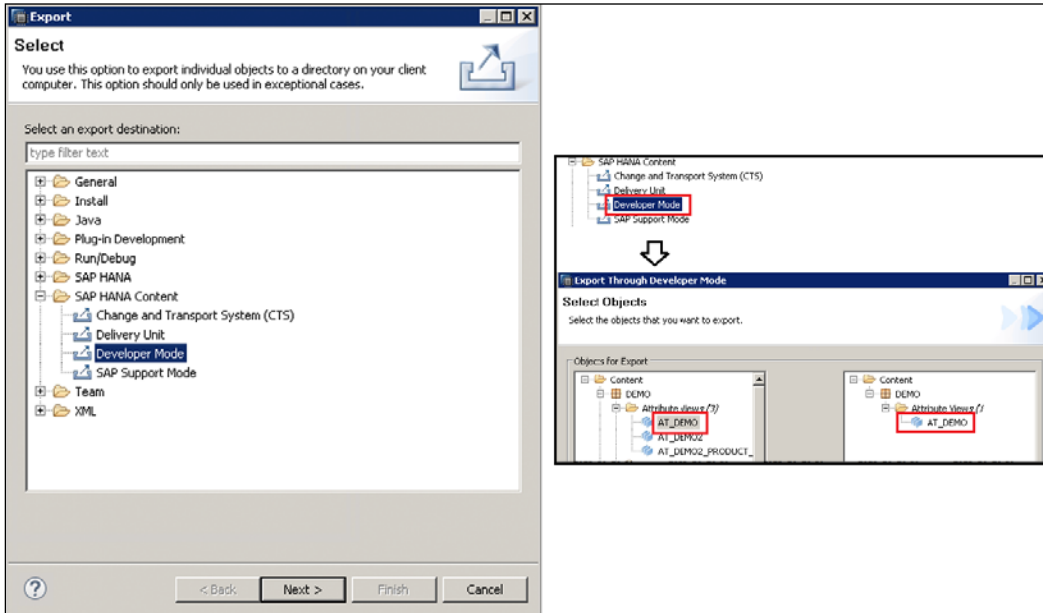 Export
Select
You use this option to export individual objects to a directory on your client
computer. This option should only be used in exceptional cases.
Select an export destination:
type filter text
General
Install
Java
Plug-in Development
Run/Debug
SAP HANA
SAP HANA Content
Change and Transport System (CTS)
Delivery Unit
Developer Mode
SAP Support Mode
Team
XML
?
< Back
Next >
Finish
Cancel
SAP HANA Content
Change and Transport System (CTS)
Delivery Unit
Developer Mode
SAP Support Mode
Export Through Developer Mode
Select Objects
Select the objects that you want to export.
Objects for Export
Content
DEMO
Attribute Views (3)
AT_DEMO
AT_DEMO2
AT_DEMO2_PRODUCT_
Content
DEMO
Attribute Views (1
AT_DEMO